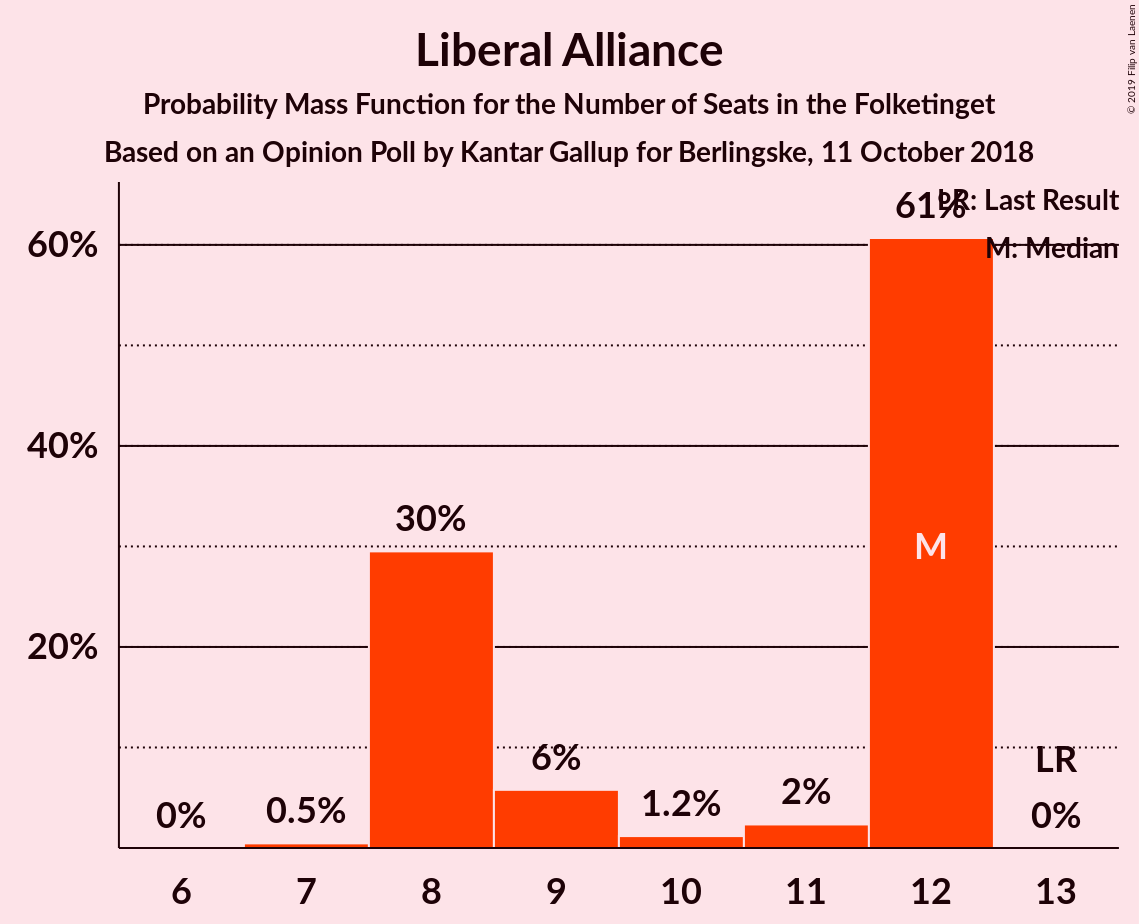 Liberal Alliance
Probability Mass Function for the Number of Seats in the Folketinget
Based on an Opinion Poll by Kantar Gallup for Berlingske, 11 October 2018
© 2019 Filip van Laenen
LR: Last Result
M: Median
60%
40%
20%
0%
0.5%
30%
6%
1.2%
2%
61%
M
LR
0%
6 7 8 9 10 11 12 13